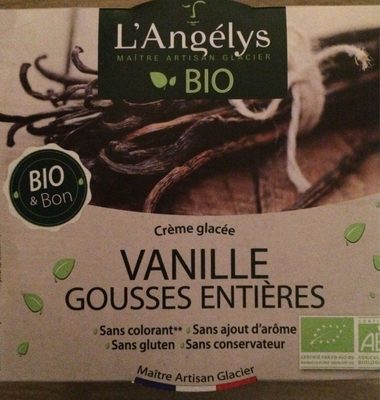 L'Angélys
MAÎTRE ARTISAN GLACIER
BIO
BIO
& Bon
Crème glacée
VANILLE
GOUSSES ENTIÈRES
Sans colorant** Sans ajout d'arôme
Sans gluten Sans conservateur
Maître Artisan Glacier